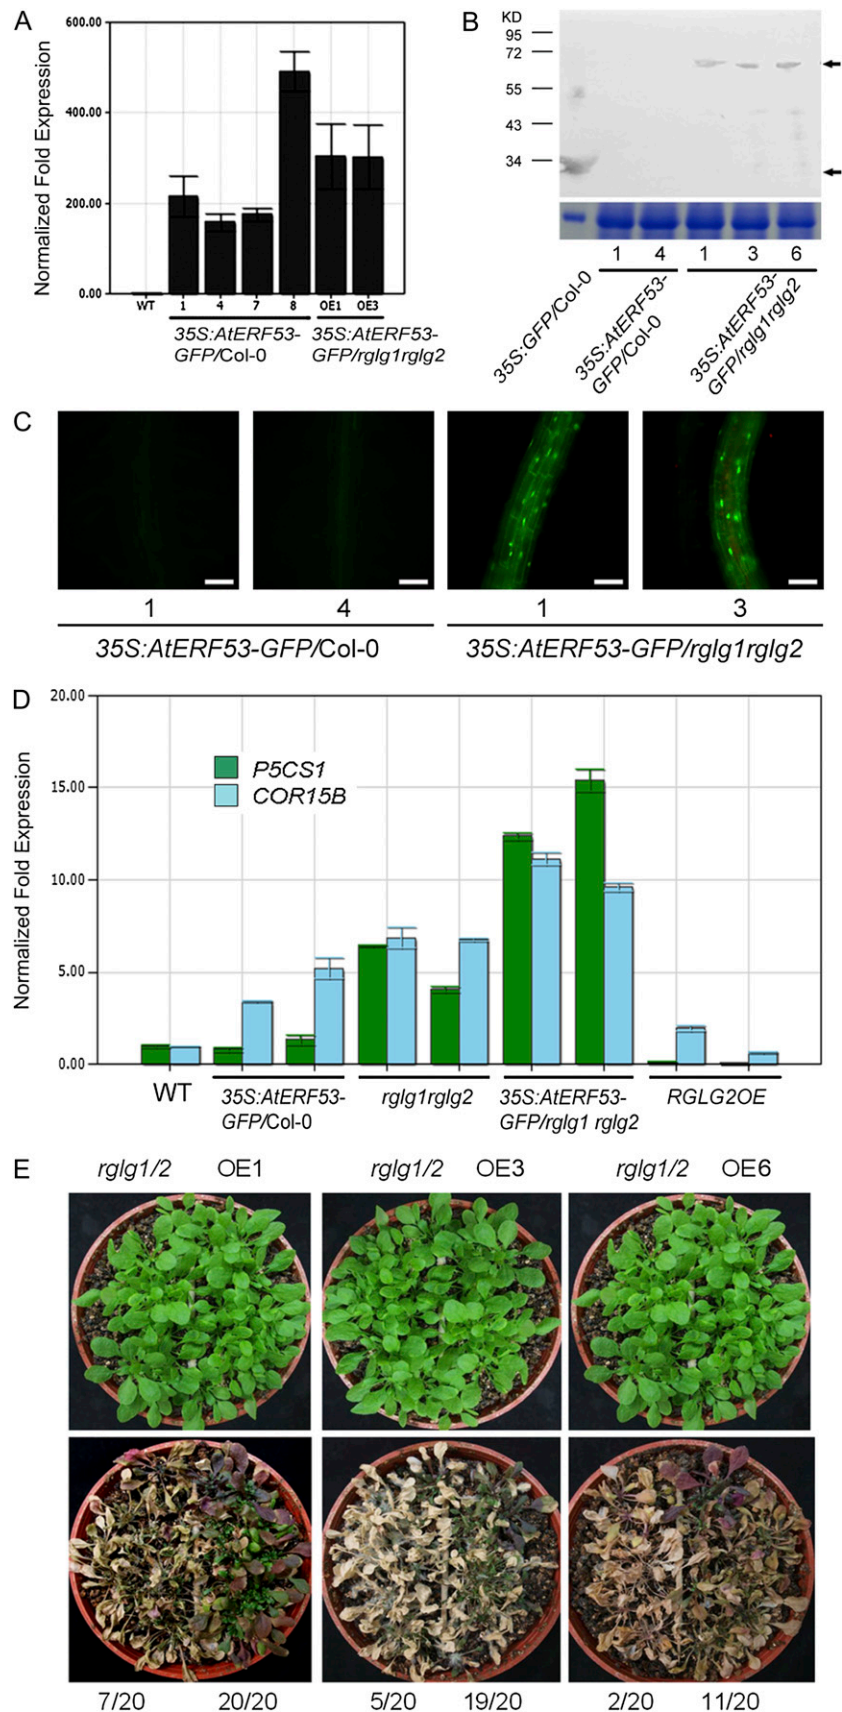 A
Normalized Fold Expression
600.00
400.00
200.00
0.00
WT 1 4 7 8 OE1 OE3
35S:AtERF53-
GFP/Col-0
35S:AtERF53-
GFP/rglg1rglg2
B
KD
95
72
55
43
34
1 4 1 3 6
35S:GFP/Col-0
35S:AtERF53-
GFP/Col-0
35S:AtERF53-
GFP/rglg1rglg2
C
1 4 1 3
35S:AtERF53-GFP/Col-0
35S:AtERF53-GFP/rglg1rglg2
D
Normalized Fold Expression
20.00
15.00
10.00
5.00
0.00
P5CS1
COR15B
WT
35S:AtERF53-
GFP/Col-0
rglg1rglg2
35S:AtERF53-
GFP/rglg1 rglg2
RGLG2OE
E
rglg1/2 OE1
rglg1/2 OE3
rglg1/2 OE6
7/20 20/20
5/20 19/20
2/20 11/20